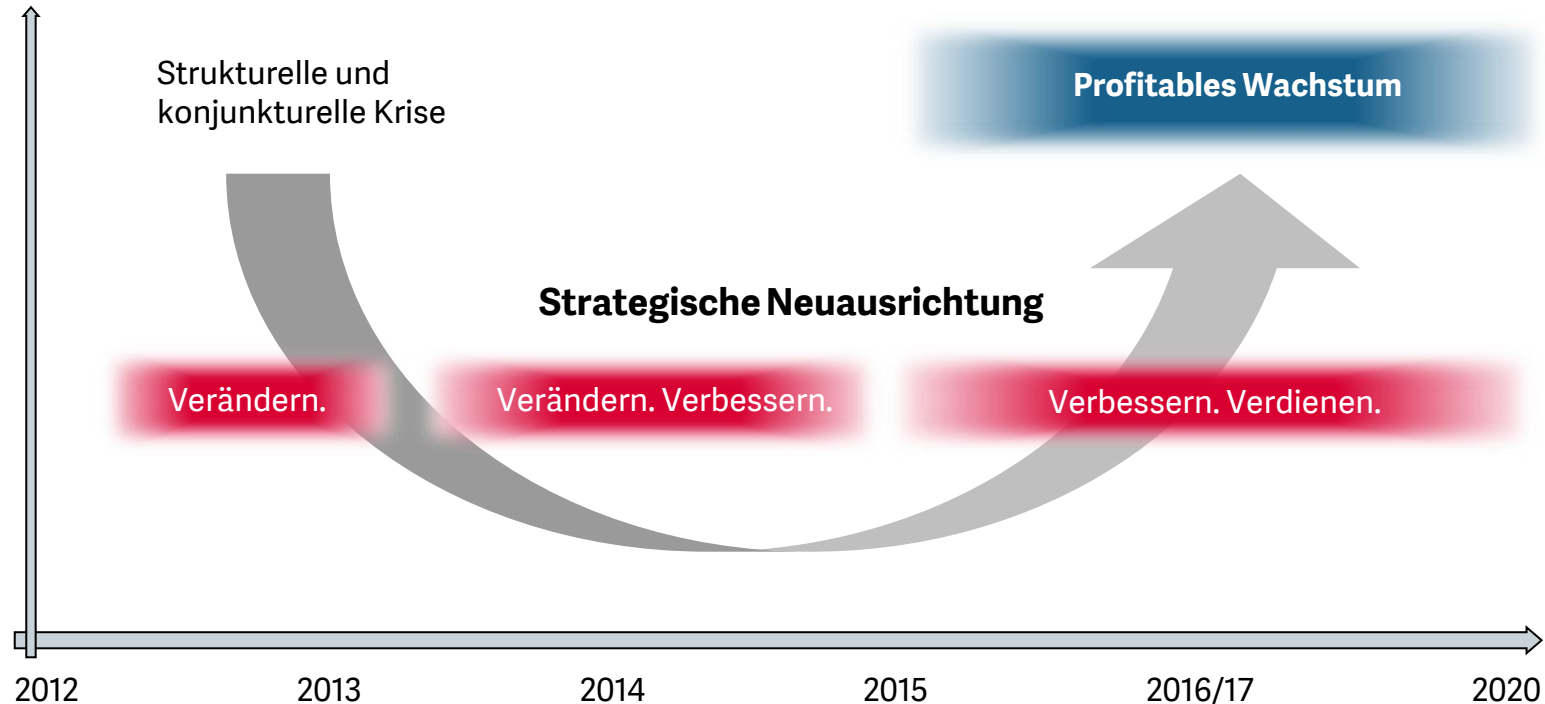 Strukturelle und
konjunkturelle Krise
Profitables Wachstum
Strategische Neuausrichtung
Verändern.
Verändern. Verbessern.
Verbessern. Verdienen.
2012
2013
2014
2015
2016/17
2020